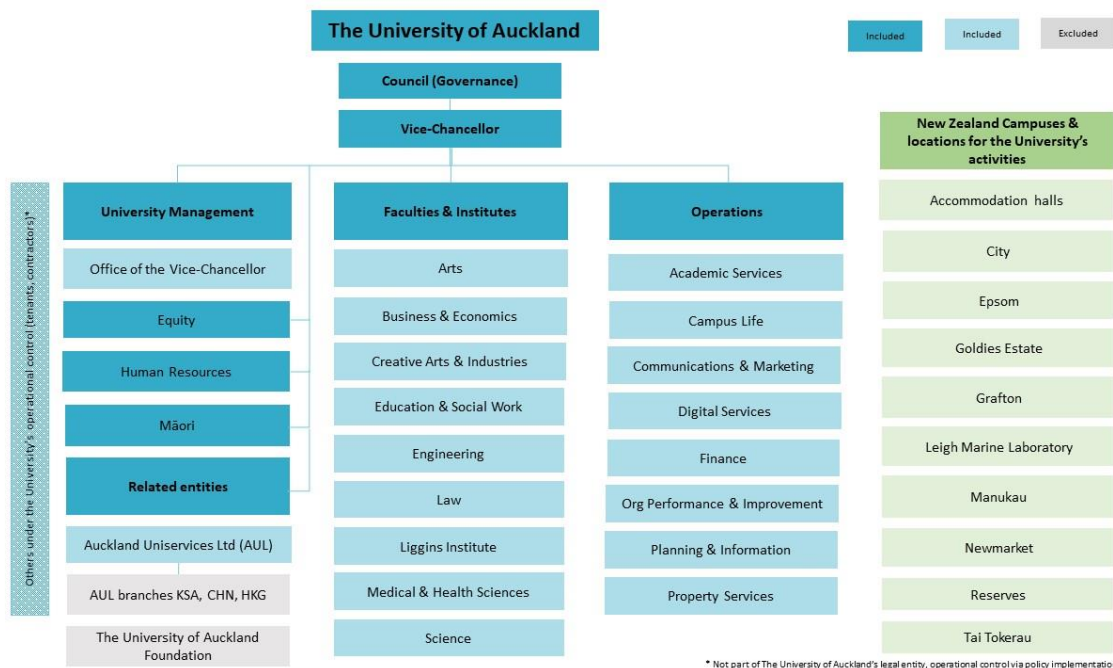 The University of Auckland
Included
Included
Excluded
Council (Governance)
Vice-Chancellor
Others under the University's operational control (tenants, contractors)*
University Management
Office of the Vice-Chancellor
Equity
Human Resources
Māori
Related entities
Auckland Uniservices Ltd (AUL)
AUL branches KSA, CHN, HKG
The University of Auckland
Foundation
Faculties & Institutes
Arts
Business & Economics
Creative Arts & Industries
Education & Social Work
Engineering
Law
Liggins Institute
Medical & Health Sciences
Science
Operations
Academic Services
Campus Life
Communications & Marketing
Digital Services
Finance
Org Performance & Improvement
Planning & Information
Property Services
New Zealand Campuses &
locations for the University's
activities
Accommodation halls
City
Epsom
Goldies Estate
Grafton
Leigh Marine Laboratory
Manukau
Newmarket
Reserves
Tai Tokerau
* Not part of The University of Auckland's legal entity, operational control via policy implementatio